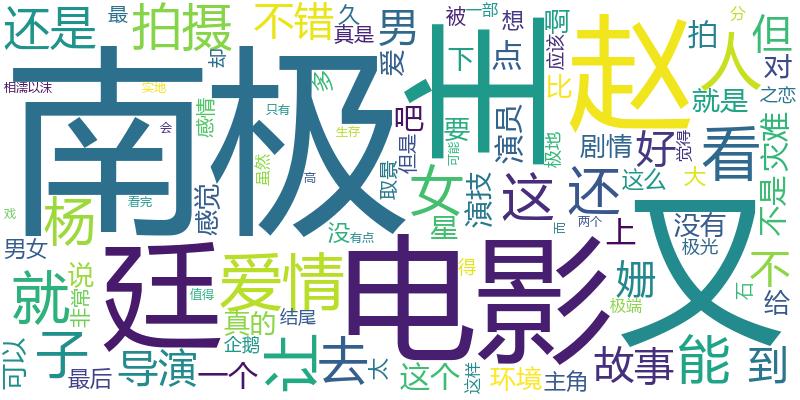 还是
最
拍摄
不错
久
真是
男
被
一部
想
啊
分
但
相濡以沫
实地
却
多
爱
下
点
应该
拍
人
对
南极
州
赵
比
就是
之恋
会
感情
只有
吕
要
演员
极地
剧情
好
觉得
看
灾难
生存
但是
可能
虽然
取景
戏
看完
高
杨
感觉
女
演技
这
还
这么
大
不是
男女
没
有点
星
两个
上
没有
极光
又
廷
爱情
电影
得
而
姗
不
石
给
就
说
非常
值得
真的
极端
可以
子
结尾
企鹅
让
去
太
导演
一个
最后
这个
这样
环境
主角
故事
能
到